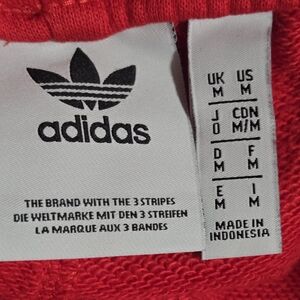 adidas
THE BRAND WITH THE 3 STRIPES
DIE WELTMARKE MIT DEN 3 STREIFEN
LA MARQUE AUX 3 BANDES
UK US
M M
J CDN
O M/M
D F
M M
E I
M M
MADE IN
INDONESIA